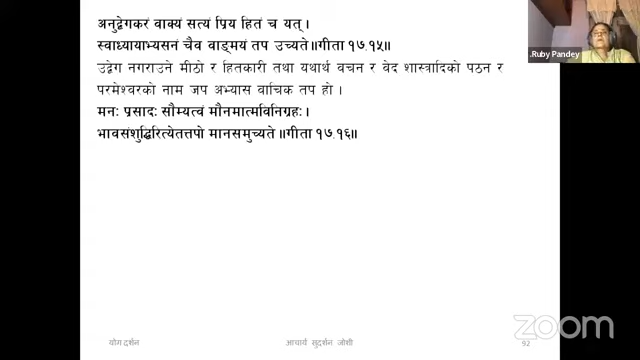 .Ruby Pandey
अनुद्वेगकरं वाक्यं सत्यं प्रिय हितं च यत् ।
स्वाध्यायाभ्यसनं चैव वाङ्मयं तप उच्यते॥गीता १७.१५॥
उद्वेग नगराउने मीठो र हितकारी तथा यथार्थ वचन र वेद शास्त्रादिको पठन र
परमेश्वरको नाम जप अभ्यास वाचिक तप हो ।
मनः प्रसादः सौम्यत्वं मौनमात्मविनिग्रहः ।
भावसंशुद्धिरित्येतत्तपो मानसमुच्यते ॥गीता १७.१६॥
zoom
योग दर्शन
आचार्य सुदर्शन जोशी
92